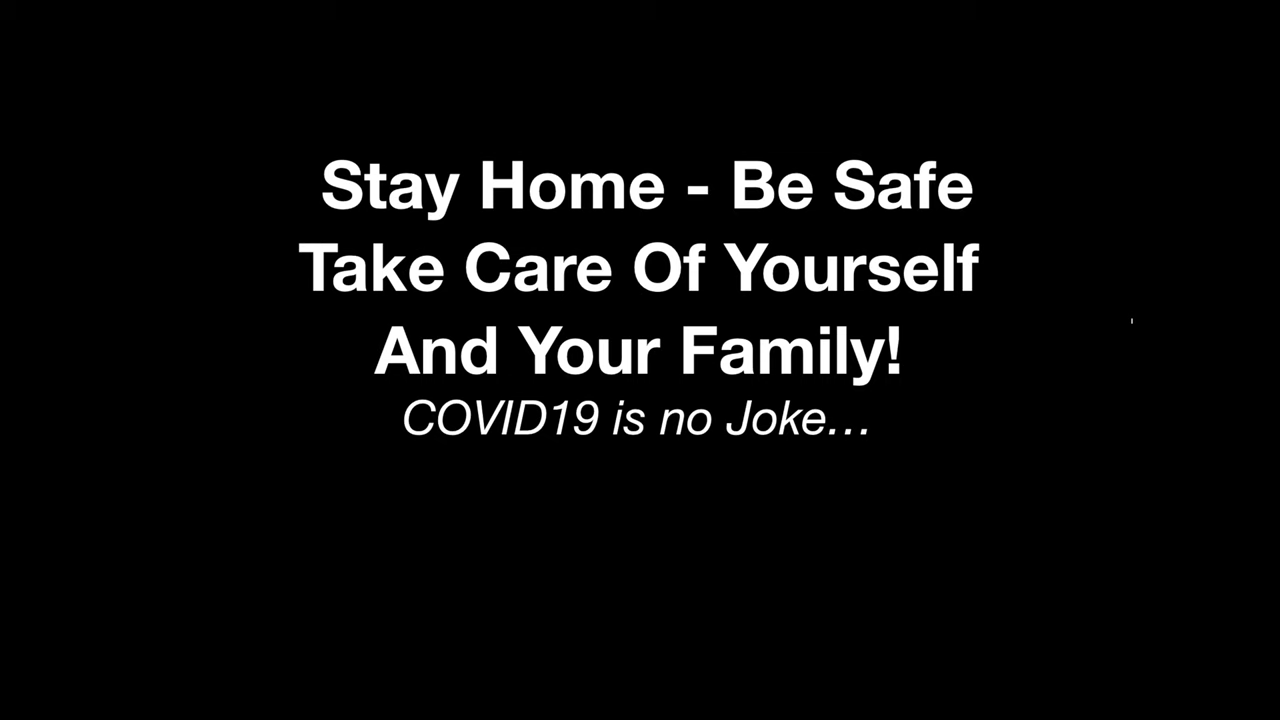 Stay Home - Be Safe
Take Care Of Yourself
And Your Family!
COVID19 is no Joke…